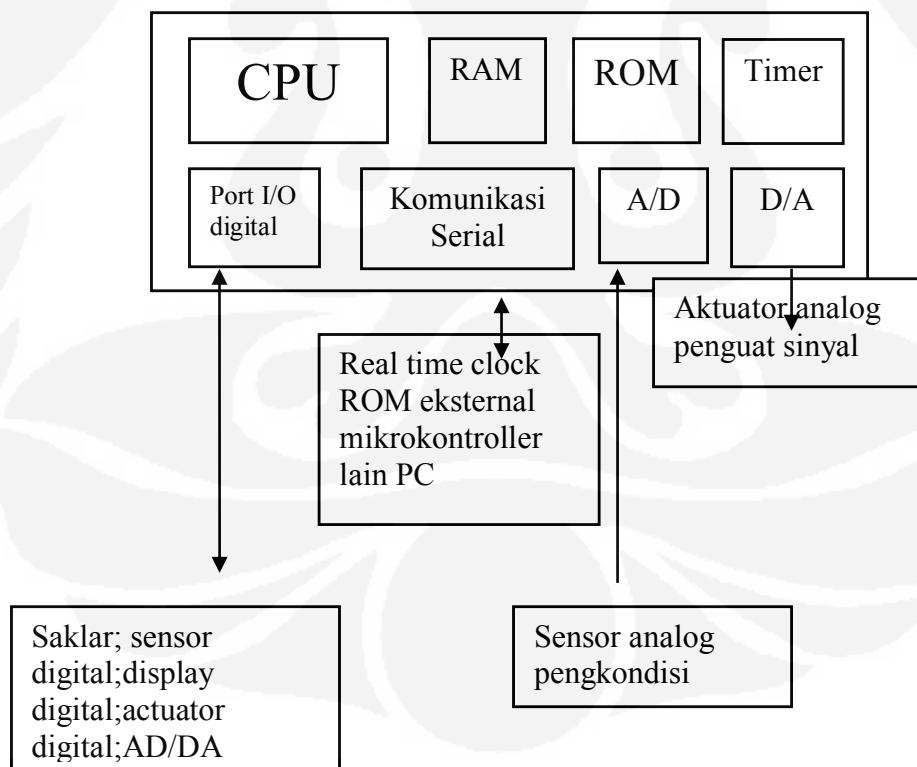 CPU
RAM
ROM
Timer
Port I/O
digital
Komunikasi
Serial
A/D
D/A
Aktuator analog
penguat sinyal
Real time clock
ROM eksternal
mikrokontroller
lain PC
Saklar; sensor
digital;display
digital;actuator
digital;AD/DA
Sensor analog
pengkondisi